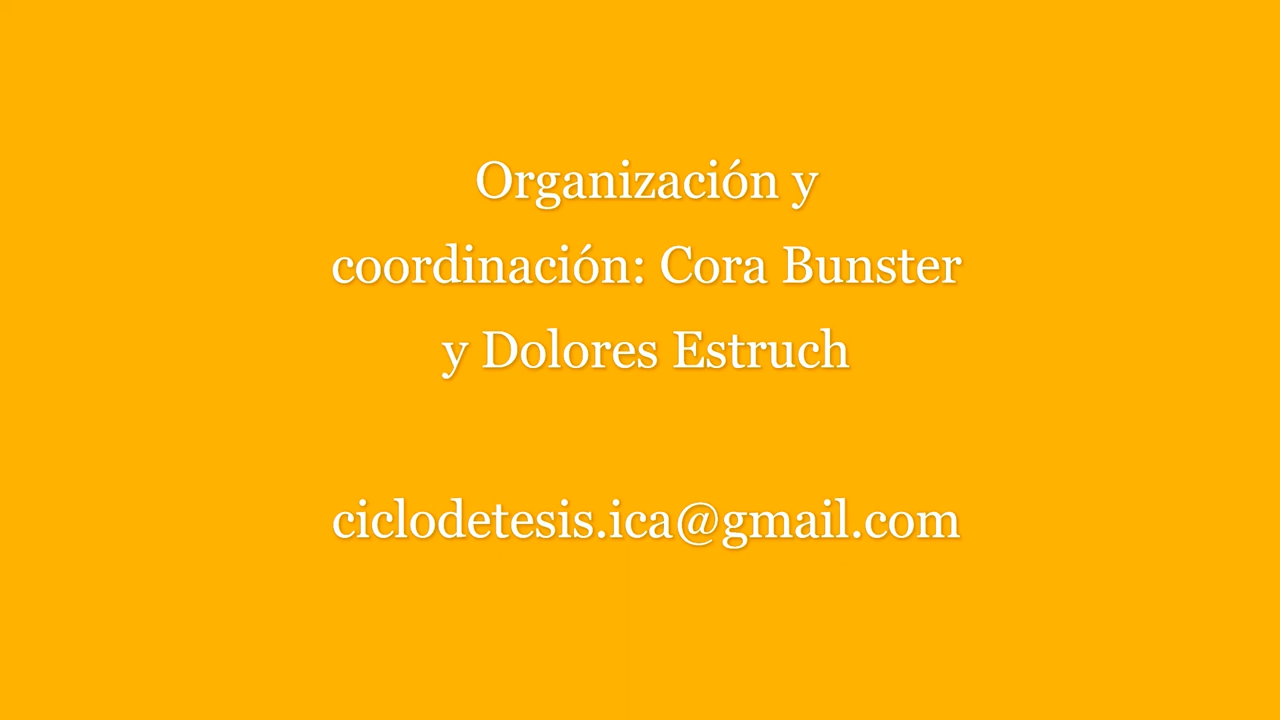 Organización y
coordinación: Cora Bunster
y Dolores Estruch
ciclodetesis.ica@gmail.com